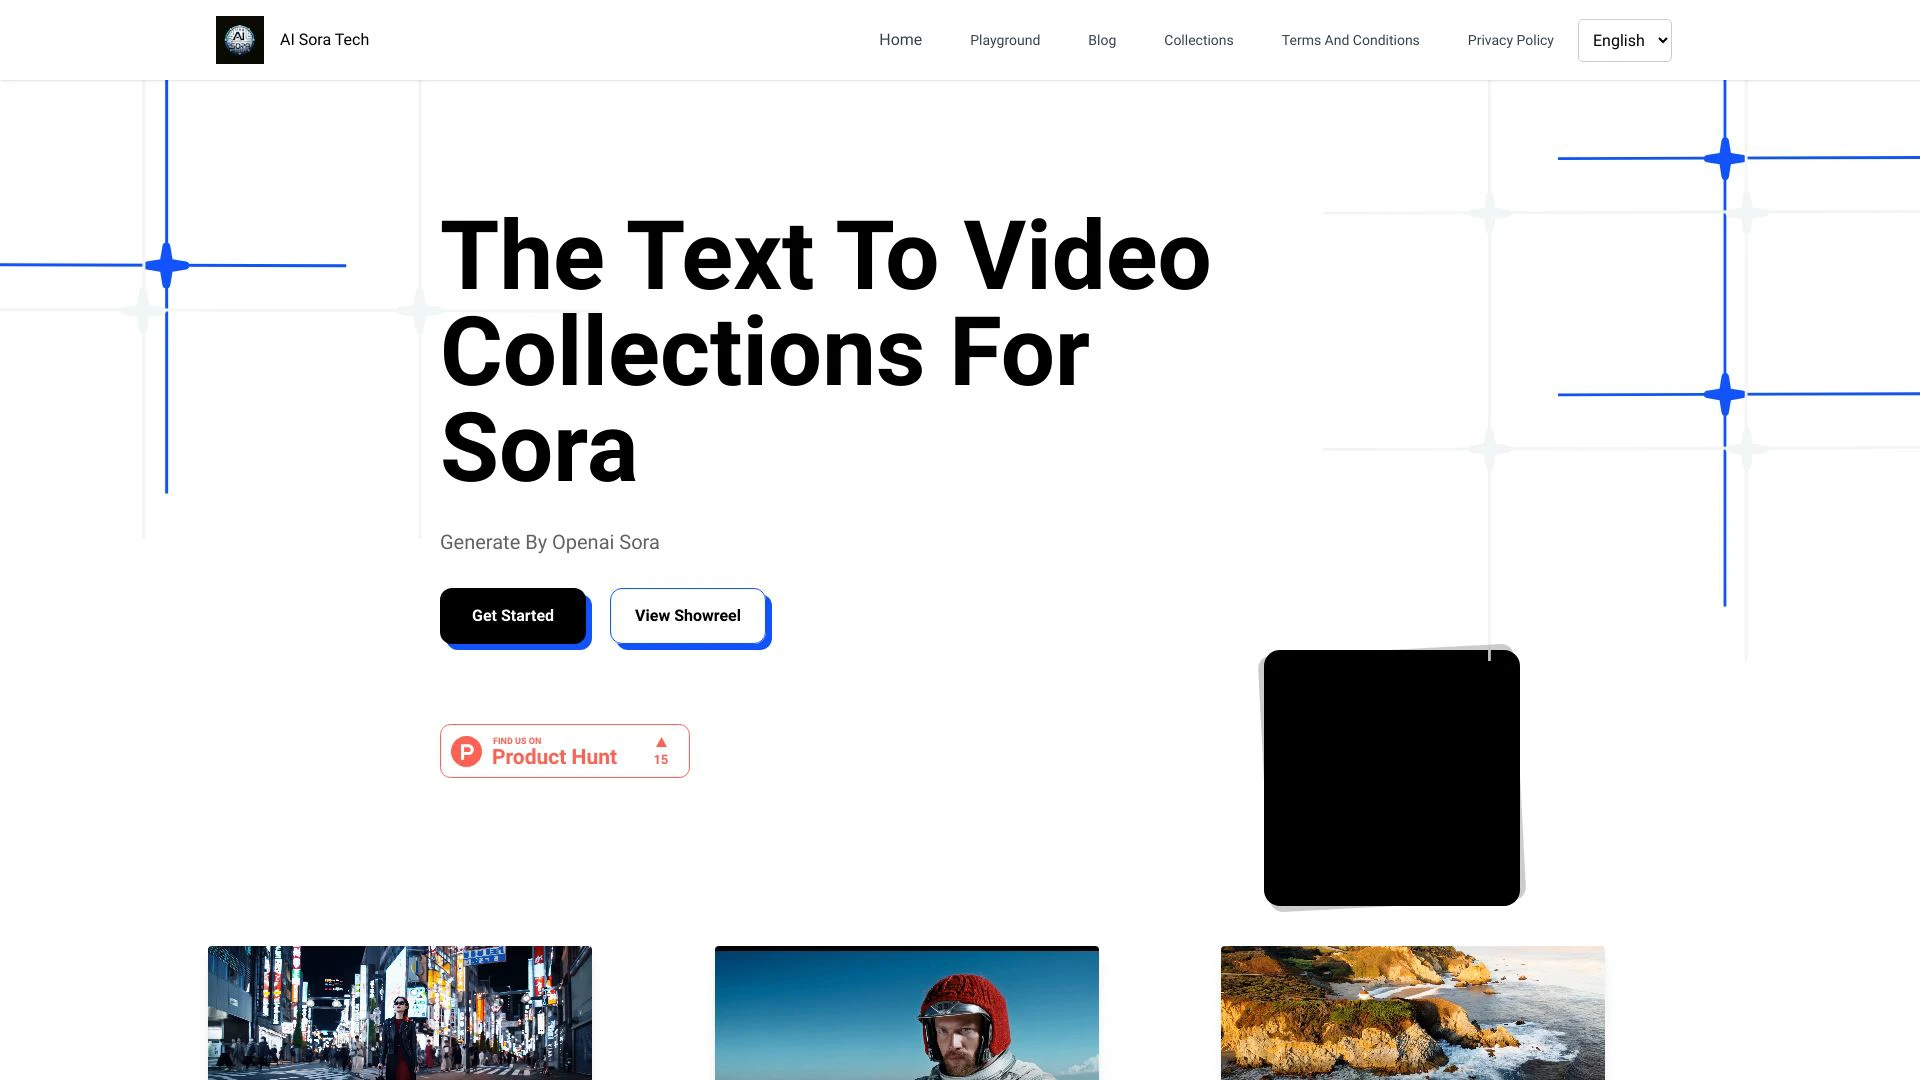 AI Sora Tech
Home
Playground
Blog
Collections
Terms And Conditions
Privacy Policy
English
The Text To Video
Collections For
Sora
Generate By Openai Sora
Get Started
View Showreel
FIND US ON
Product Hunt
15